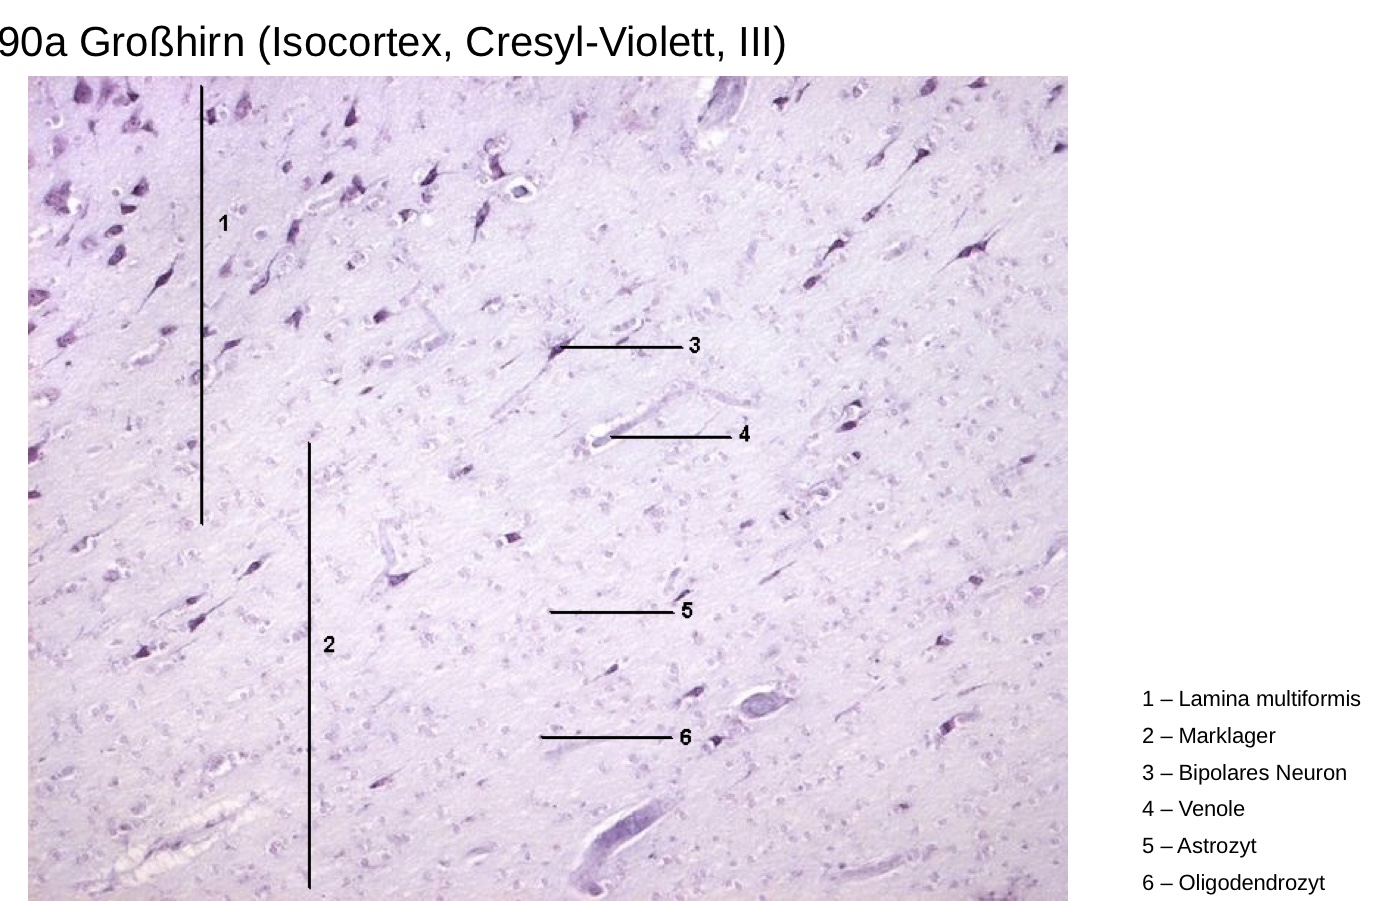 90a Großhirn (Isocortex, Cresyl-Violett, III)
1
3
4
5
2
6
1 – Lamina multiformis
2 – Marklager
3 – Bipolares Neuron
4 – Venole
5 – Astrozyt
6 – Oligodendrozyt